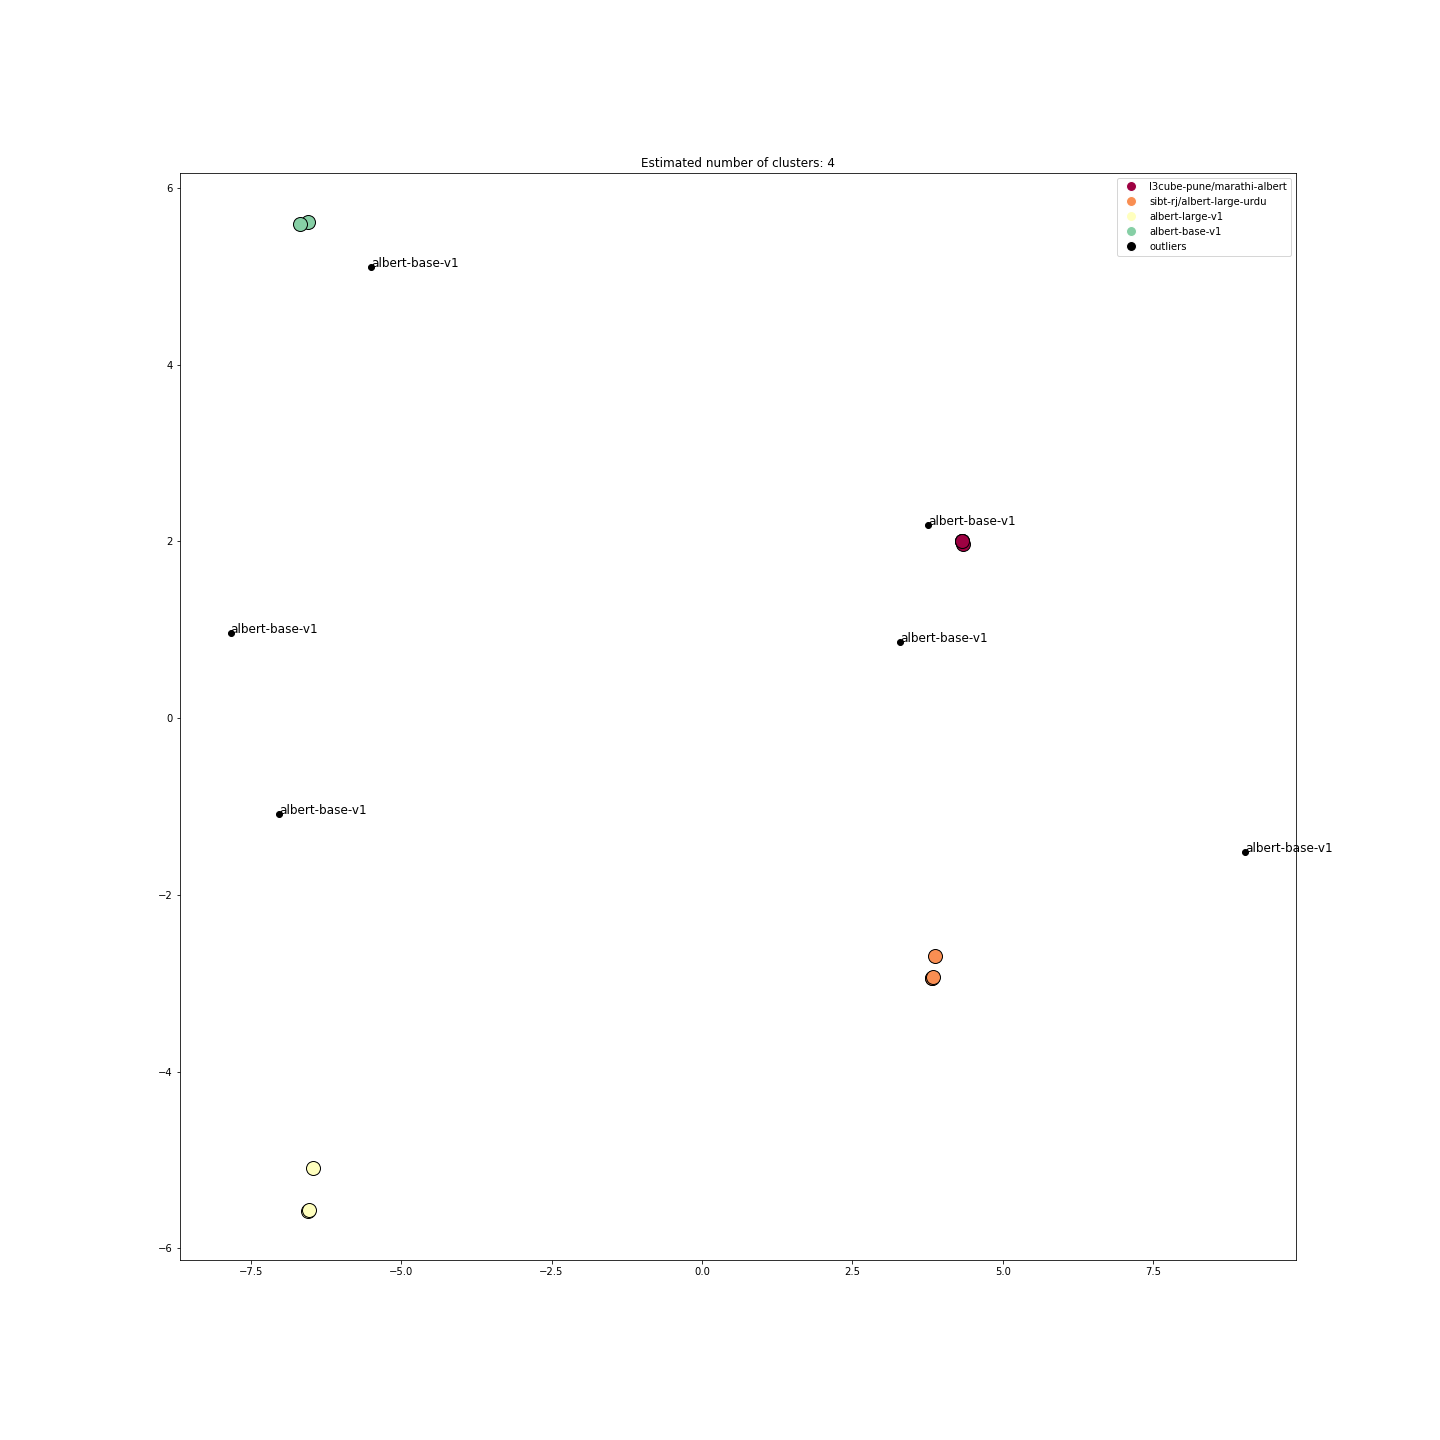 Estimated number of clusters: 4
l3cube-pune/marathi-albert
sibt-rj/albert-large-urdu
albert-large-v1
albert-base-v1
outliers
6
albert-base-v1
4
albert-base-v1
2
albert-base-v1
albert-base-v1
0
albert-base-v1
albert-base-v1
−2
−4
−6
−7.5 −5.0 −2.5 0.0 2.5 5.0 7.5